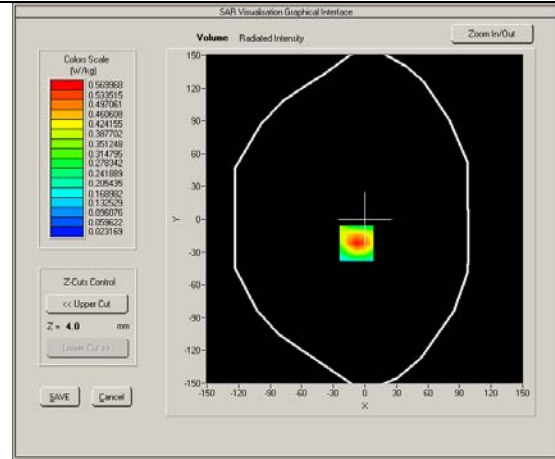 SAR Visualisation Graphical Interface
Volume Radiated Intensity
Zoom In/Out
Colors Scale
(W/kg)
0.569968
0.533515
0.497061
0.460608
0.424155
0.387702
0.351248
0.314795
0.278342
0.241889
0.205435
0.168982
0.132529
0.096076
0.059622
0.023169
Z-Cuts Control
<< Upper Cut
Z = 4.0 mm
Lower Cut >>
SAVE Cancel
150
120
90
60
30
Y 0
-30
-60
-90
-120
-150
-150 -120 -90 -60 -30 0 30 60 90 120 150
X